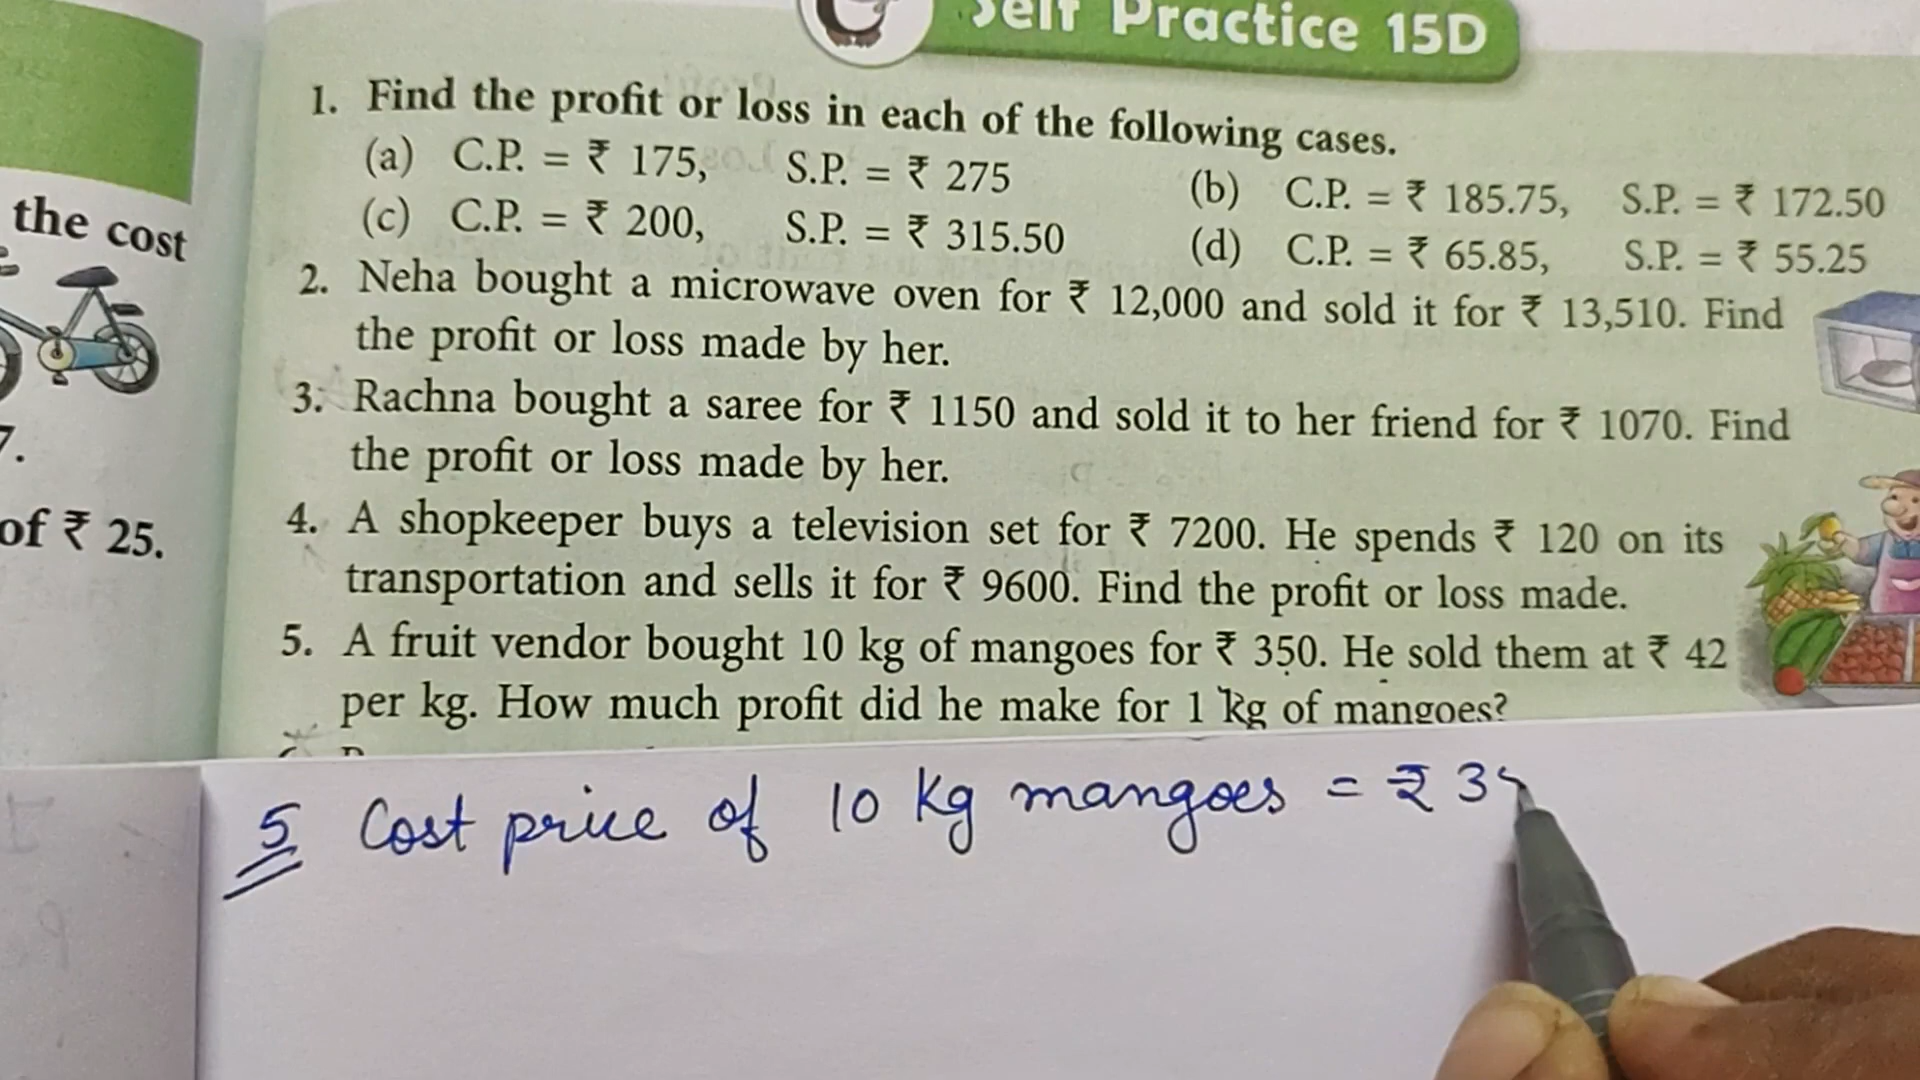 Self Practice 15D
1. Find the profit or loss in each of the following cases.
(a) C.P. = ₹ 175, S.P. = ₹ 275 (b) C.P. = ₹ 185.75, S.P. = ₹ 172.50
(c) C.P. = ₹ 200, S.P. = ₹ 315.50 (d) C.P. = ₹ 65.85, S.P. = ₹ 55.25
2. Neha bought a microwave oven for ₹ 12,000 and sold it for ₹ 13,510. Find
the profit or loss made by her.
3. Rachna bought a saree for ₹ 1150 and sold it to her friend for ₹ 1070. Find
the profit or loss made by her.
4. A shopkeeper buys a television set for ₹ 7200. He spends ₹ 120 on its
transportation and sells it for ₹ 9600. Find the profit or loss made.
5. A fruit vendor bought 10 kg of mangoes for ₹ 350. He sold them at ₹ 42
per kg. How much profit did he make for 1 kg of mangoes?
the cost
7.
of ₹ 25.
5 Cost price of 10 kg mangoes = ₹ 35